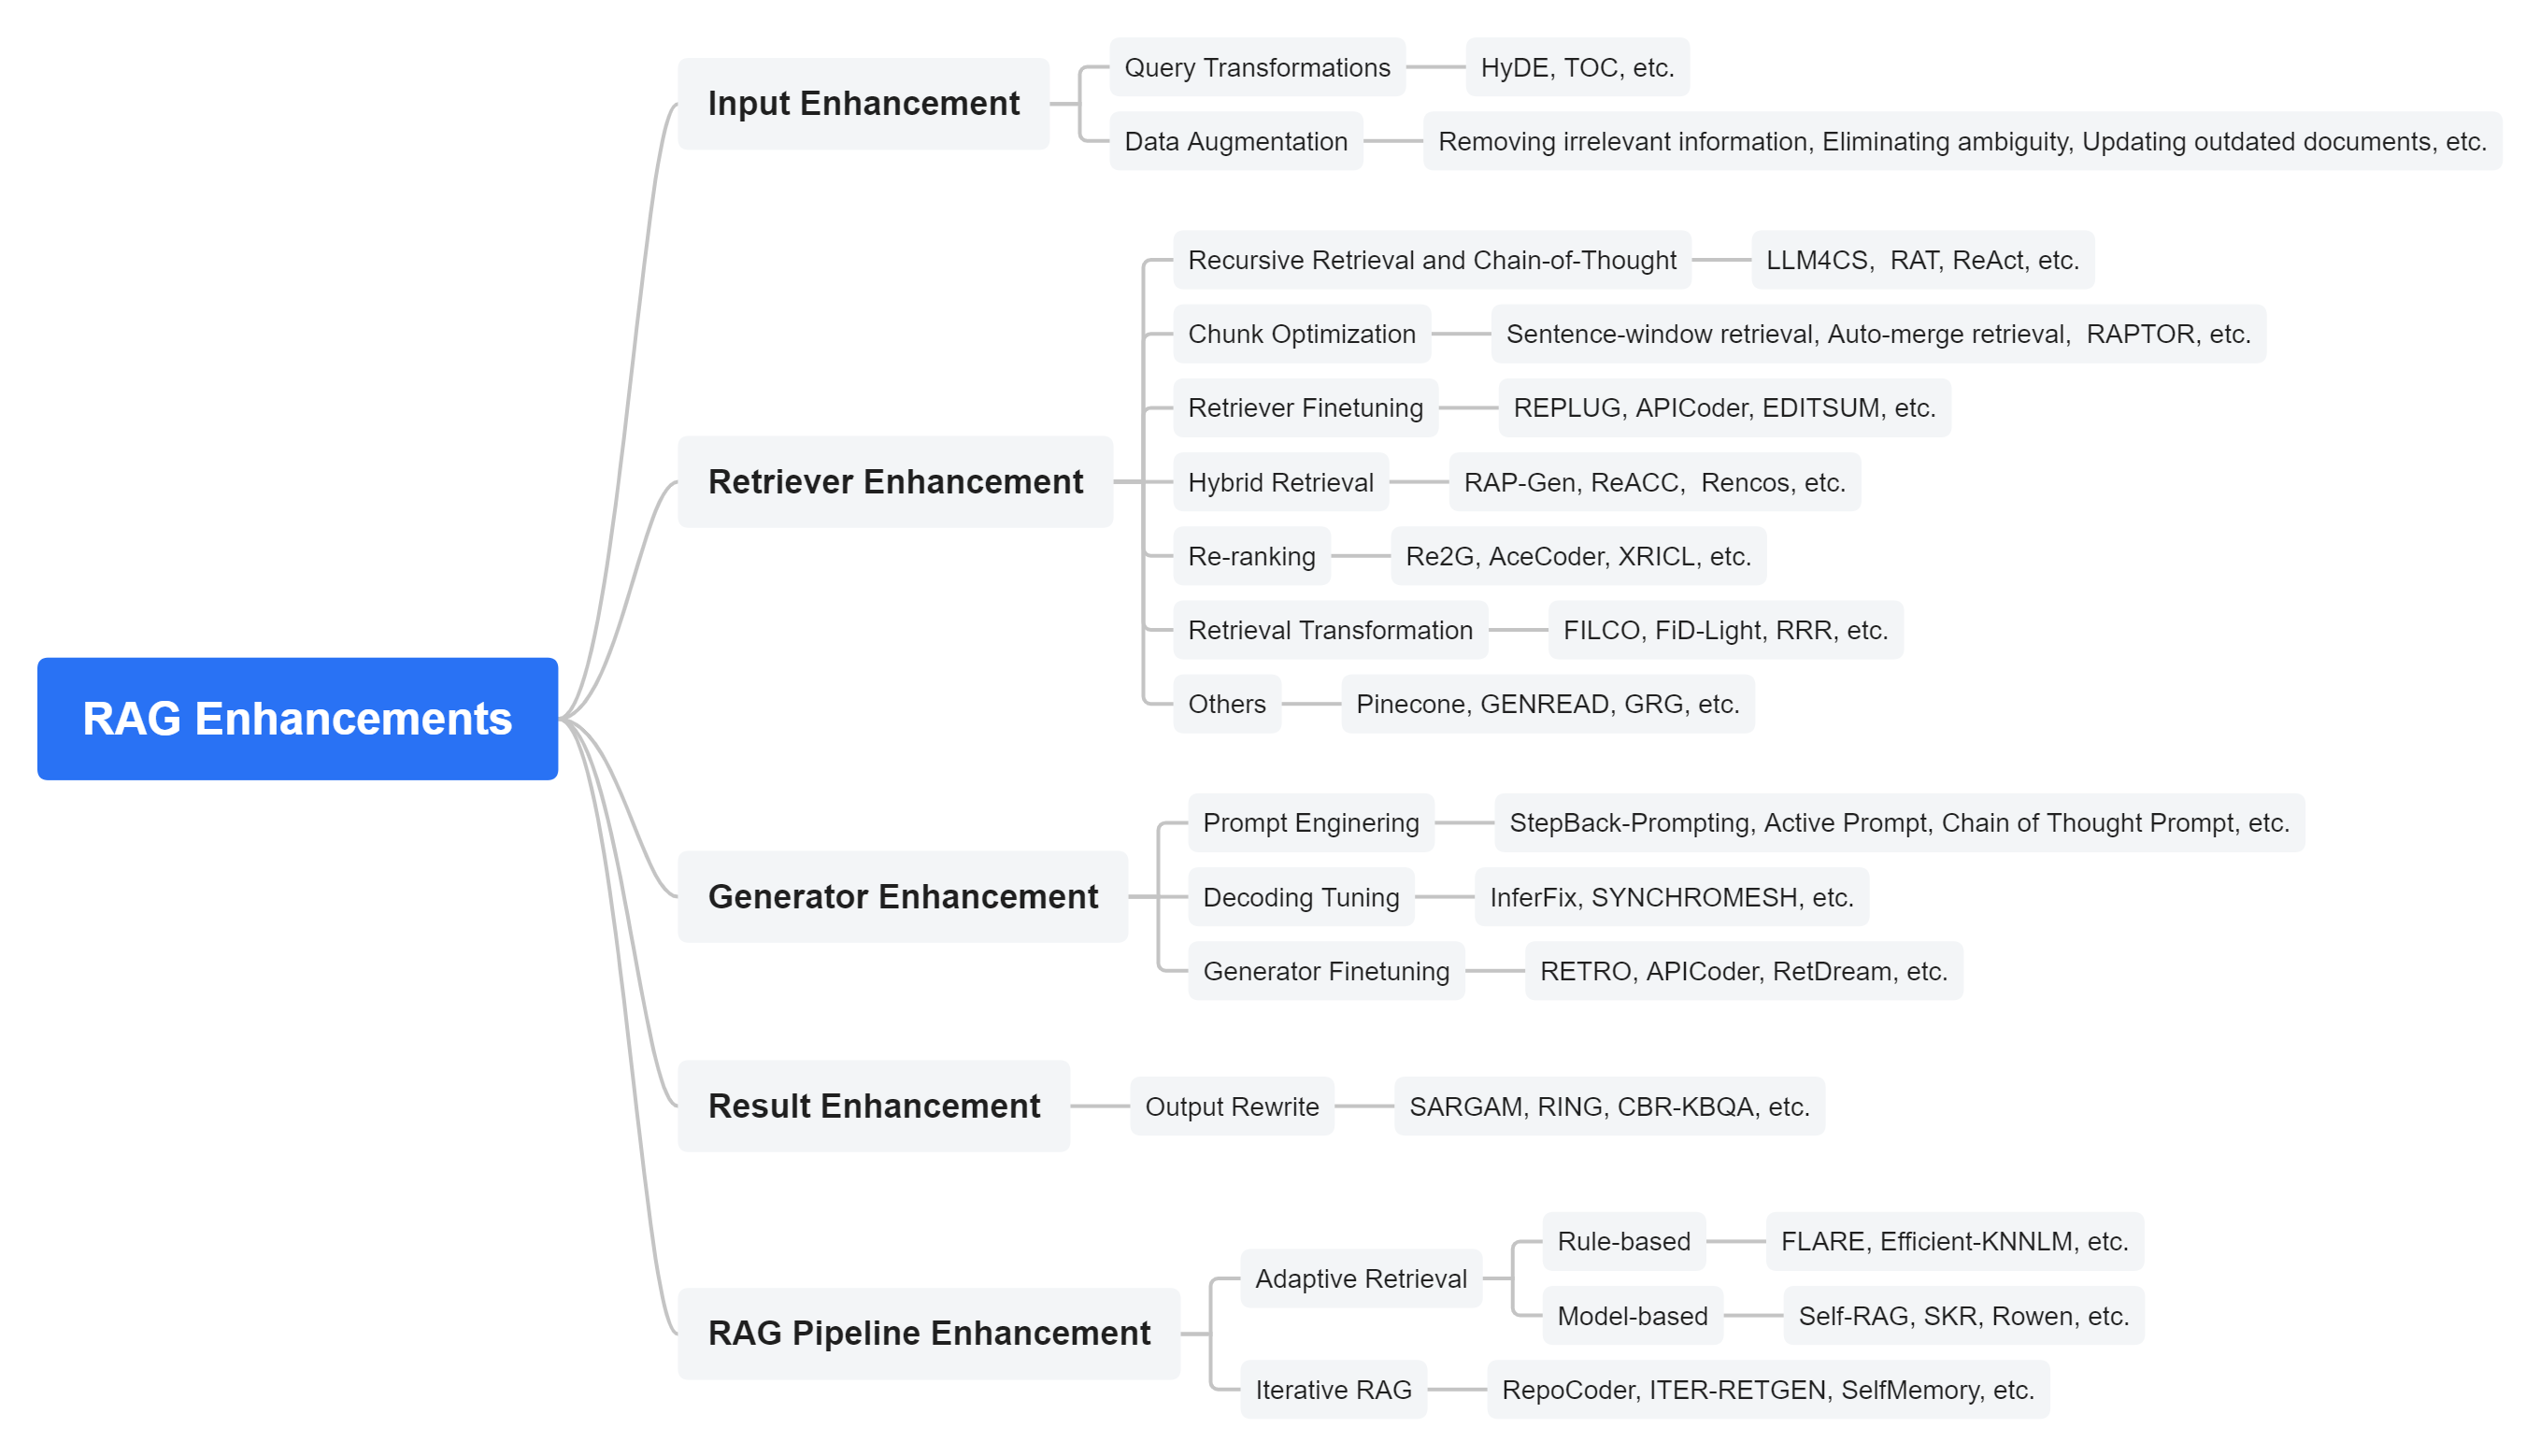 RAG Enhancements
Input Enhancement
Query Transformations
HyDE, TOC, etc.
Data Augmentation
Removing irrelevant information, Eliminating ambiguity, Updating outdated documents, etc.
Retriever Enhancement
Recursive Retrieval and Chain-of-Thought
LLM4CS,  RAT, ReAct, etc.
Chunk Optimization
Sentence-window retrieval, Auto-merge retrieval,  RAPTOR, etc.
Retriever Finetuning
REPLUG, APICoder, EDITSUM, etc.
Hybrid Retrieval
RAP-Gen, ReACC,  Rencos, etc.
Re-ranking
Re2G, AceCoder, XRICL, etc.
Retrieval Transformation
FILCO, FiD-Light, RRR, etc.
Others
Pinecone, GENREAD, GRG, etc.
Generator Enhancement
Prompt Enginering
StepBack-Prompting, Active Prompt, Chain of Thought Prompt, etc.
Decoding Tuning
InferFix, SYNCHROMESH, etc.
Generator Finetuning
RETRO, APICoder, RetDream, etc.
Result Enhancement
Output Rewrite
SARGAM, RING, CBR-KBQA, etc.
RAG Pipeline Enhancement
Adaptive Retrieval
Rule-based
FLARE, Efficient-KNNLM, etc.
Model-based
Self-RAG, SKR, Rowen, etc.
Iterative RAG
RepoCoder, ITER-RETGEN, SelfMemory, etc.